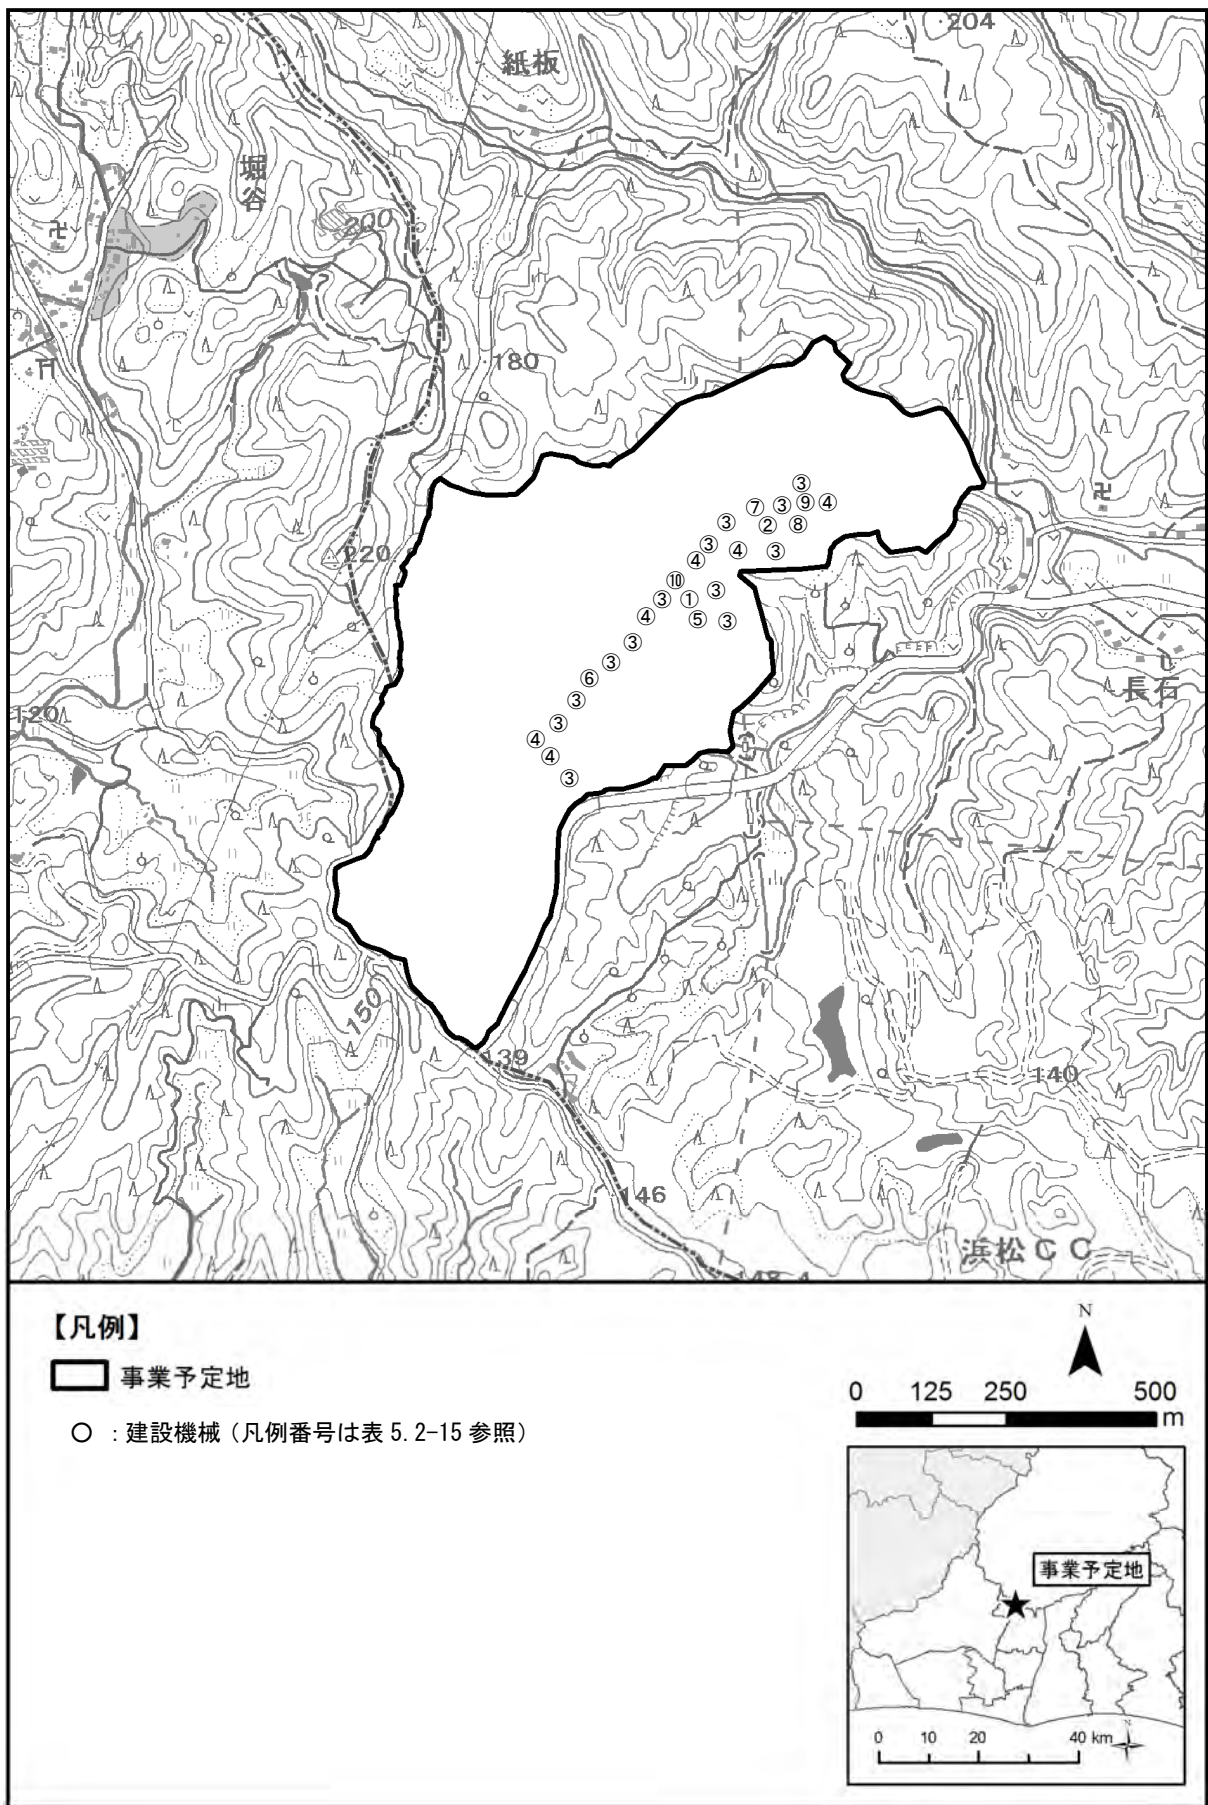 204
紙板
堀谷
200
180
③
⑦ ③ ⑨ ④
③ ② ⑧
③ ④ ③
④
⑩ ③
③ ①
④ ⑤ ③
③
③
⑥
③
③
④
④
③
220
長石
120
150
139
140
146
148.4
浜松CC
【凡例】
事業予定地
○ :建設機械(凡例番号は表 5.2-15 参照)
N
0 125 250 500
m
事業予定地
0 10 20 40 km
N